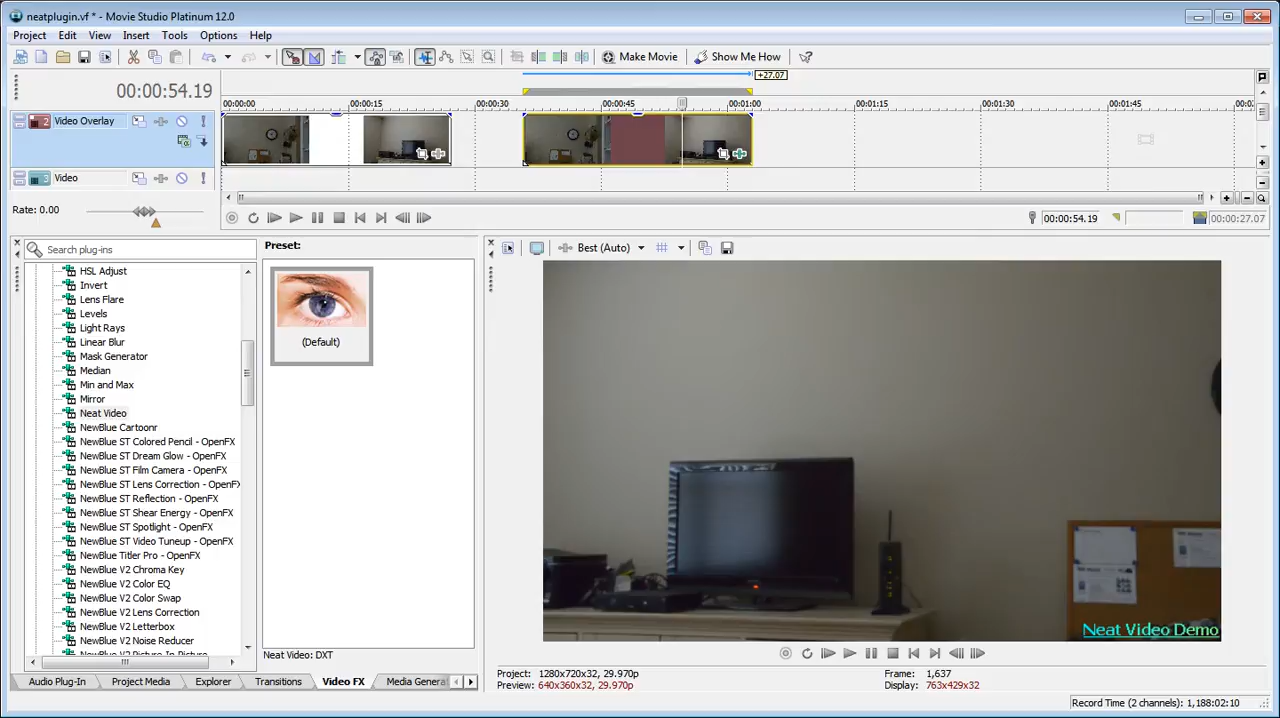 neatplugin.vf * - Movie Studio Platinum 12.0
Project Edit View Insert Tools Options Help
Make Movie Show Me How
00:00:54.19
+27.07
00:00:00 00:00:15 00:00:30 00:00:45 00:01:00 00:01:15 00:01:30 00:01:45 00:02
2 Video Overlay
3 Video
Rate: 0.00
00:00:54.19 00:00:27.07
Search plug-ins
Preset:
Best (Auto)
HSL Adjust
Invert
Lens Flare
Levels
Light Rays
Linear Blur
Mask Generator
Median
Min and Max
Mirror
Neat Video
NewBlue Cartoonr
NewBlue ST Colored Pencil - OpenFX
NewBlue ST Dream Glow - OpenFX
NewBlue ST Film Camera - OpenFX
NewBlue ST Lens Correction - OpenFX
NewBlue ST Reflection - OpenFX
NewBlue ST Shear Energy - OpenFX
NewBlue ST Spotlight - OpenFX
NewBlue ST Video Tuneup - OpenFX
NewBlue Titler Pro - OpenFX
NewBlue V2 Chroma Key
NewBlue V2 Color EQ
NewBlue V2 Color Swap
NewBlue V2 Lens Correction
NewBlue V2 Letterbox
NewBlue V2 Noise Reducer
NewBlue V2 Picture-In-Picture
(Default)
Neat Video: DXT
Neat Video Demo
Audio Plug-In Project Media Explorer Transitions Video FX Media Genera
Project: 1280x720x32, 29.970p
Preview: 640x360x32, 29.970p
Frame: 1,637
Display: 763x429x32
Record Time (2 channels): 1,188:02:10